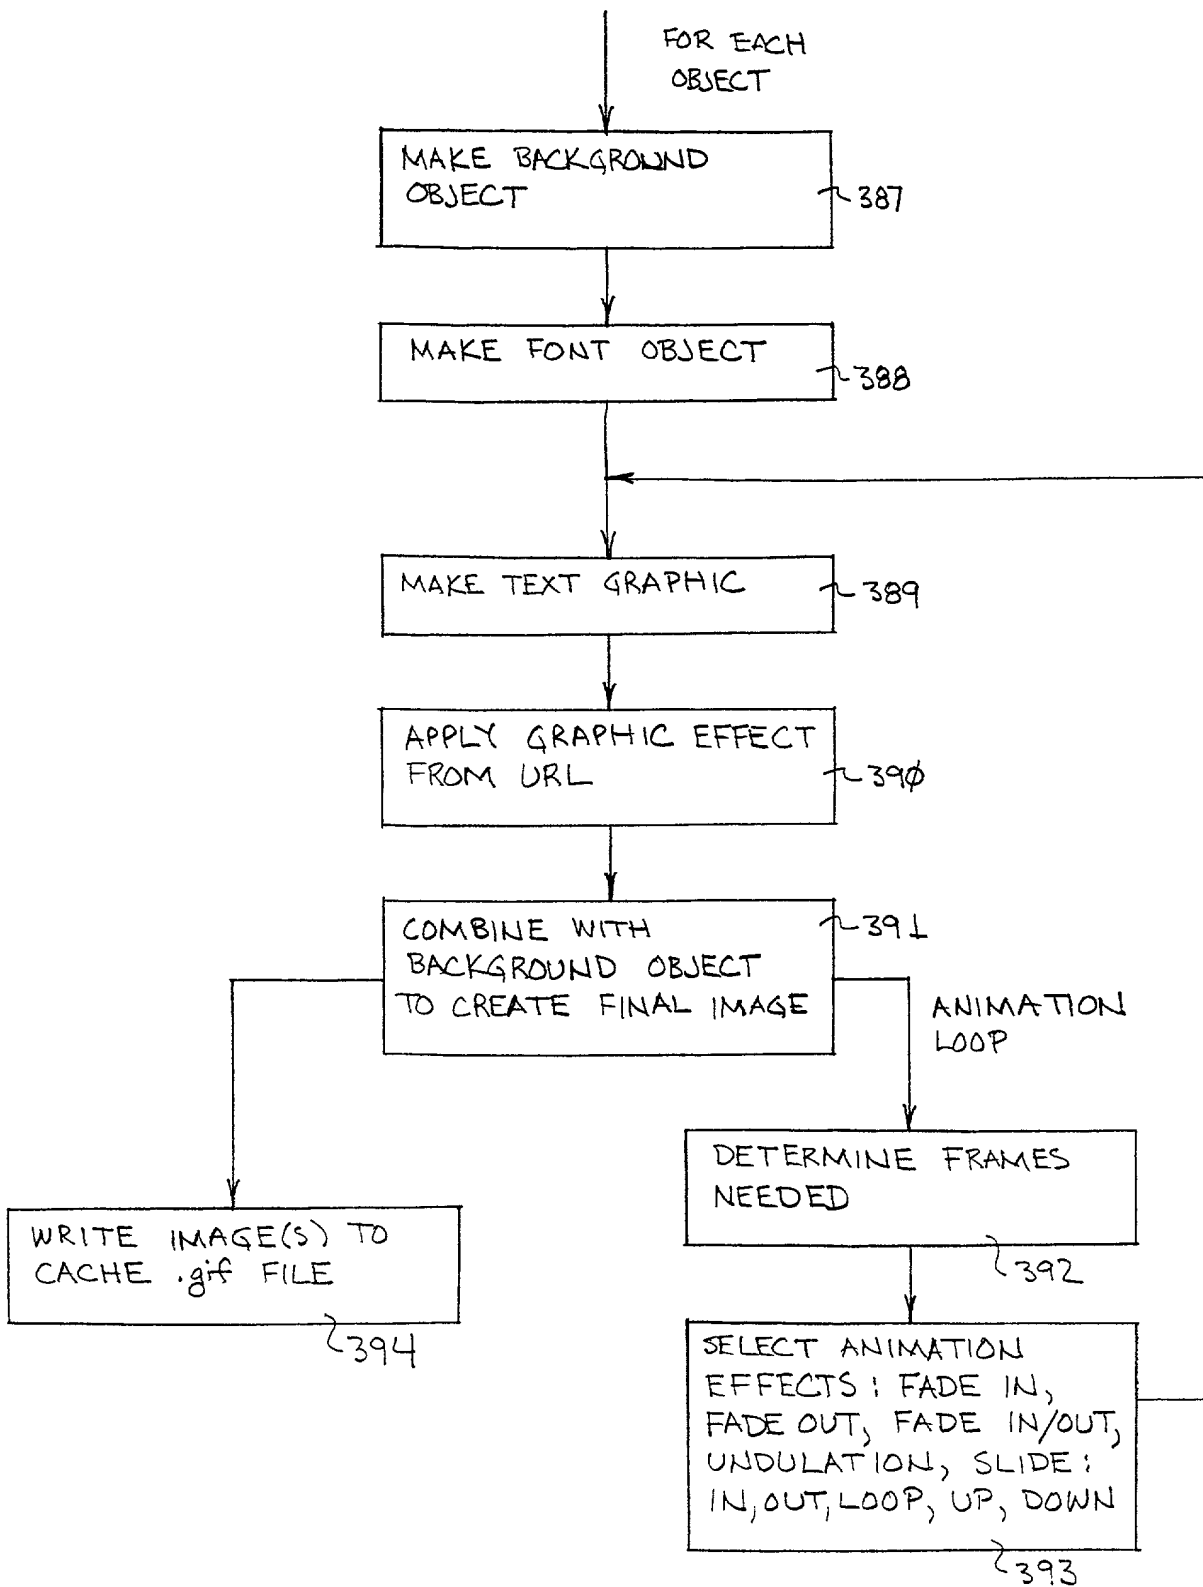 FOR EACH
OBJECT
MAKE BACKGROUND
OBJECT
387
MAKE FONT OBJECT
388
MAKE TEXT GRAPHIC
389
APPLY GRAPHIC EFFECT
FROM URL
390
COMBINE WITH
BACKGROUND OBJECT
TO CREATE FINAL IMAGE
391
ANIMATION
LOOP
DETERMINE FRAMES
NEEDED
392
WRITE IMAGE(S) TO
CACHE .gif FILE
394
SELECT ANIMATION
EFFECTS: FADE IN,
FADE OUT, FADE IN/OUT,
UNDULATION, SLIDE:
IN, OUT, LOOP, UP, DOWN
393